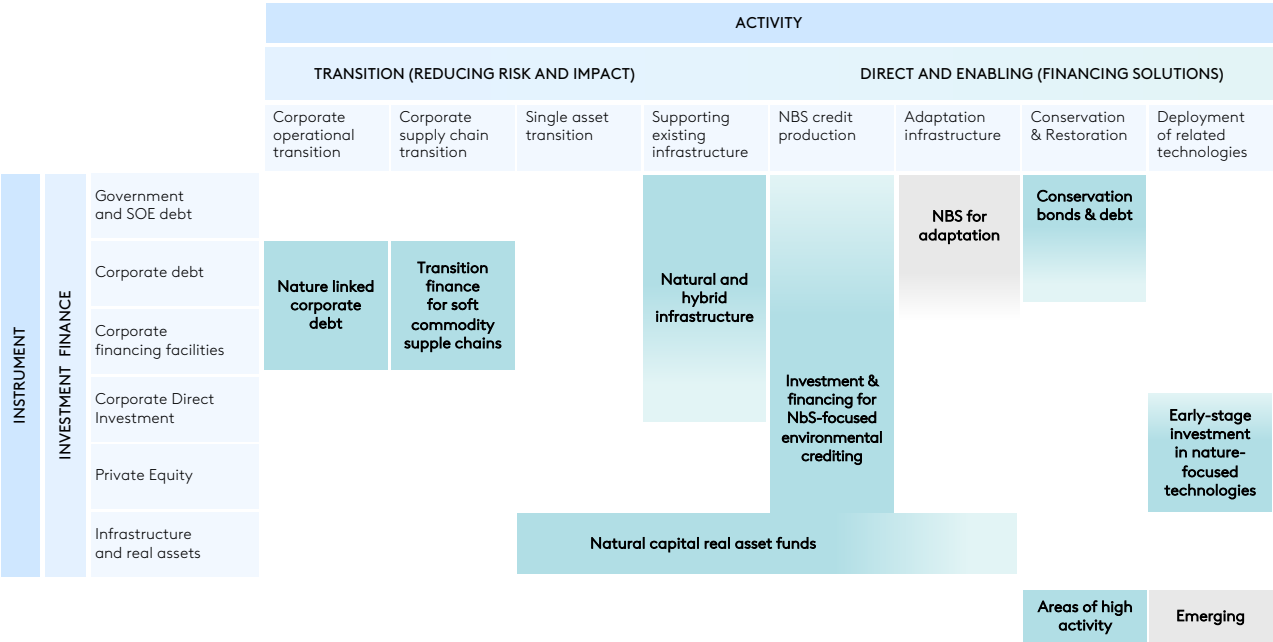 ACTIVITY
TRANSITION (REDUCING RISK AND IMPACT)
DIRECT AND ENABLING (FINANCING SOLUTIONS)
Corporate
operational
transition
Corporate
supply chain
transition
Single asset
transition
Supporting
existing
infrastructure
NBS credit
production
Adaptation
infrastructure
Conservation
& Restoration
Deployment
of related
technologies
INSTRUMENT
INVESTMENT FINANCE
Government
and SOE debt
Corporate debt
Corporate
financing facilities
Corporate Direct
Investment
Private Equity
Infrastructure
and real assets
Nature linked
corporate
debt
Transition
finance
for soft
commodity
supple chains
Natural and
hybrid
infrastructure
Investment &
financing for
NbS-focused
environmental
crediting
NBS for
adaptation
Conservation
bonds & debt
Early-stage
investment
in nature-
focused
technologies
Natural capital real asset funds
Areas of high
activity
Emerging